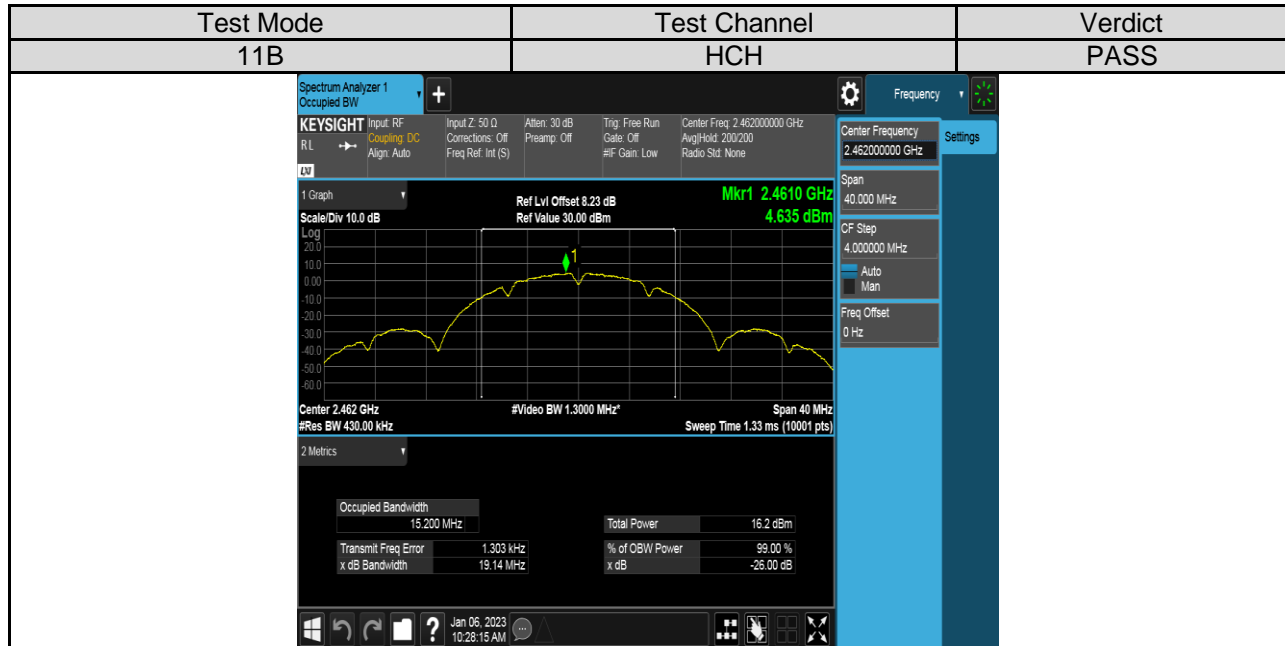 Test Mode Test Channel Verdict
11B HCH PASS
Spectrum Analyzer 1
Occupied BW
+
Frequency
KEYSIGHT Input: RF Input Z: 50 Ω Atten: 30 dB Trig: Free Run Center Freq: 2.462000000 GHz
RL Coupling: DC Corrections: Off Preamp: Off Gate: Off Avg|Hold: 200/200
Align: Auto Freq Ref: Int (S) #IF Gain: Low Radio Std: None
LXI
Center Frequency
2.462000000 GHz
Settings
Span
40.000 MHz
CF Step
4.000000 MHz
Auto
Man
Freq Offset
0 Hz
1 Graph
Ref Lvl Offset 8.23 dB Mkr1 2.4610 GHz
Scale/Div 10.0 dB Ref Value 30.00 dBm 4.635 dBm
Log
20.0
10.0
0.00
-10.0
-20.0
-30.0
-40.0
-50.0
-60.0
1
Center 2.462 GHz #Video BW 1.3000 MHz* Span 40 MHz
#Res BW 430.00 kHz Sweep Time 1.33 ms (10001 pts)
2 Metrics
Occupied Bandwidth
15.200 MHz Total Power 16.2 dBm
Transmit Freq Error 1.303 kHz % of OBW Power 99.00 %
x dB Bandwidth 19.14 MHz x dB -26.00 dB
? Jan 06, 2023
10:28:15 AM